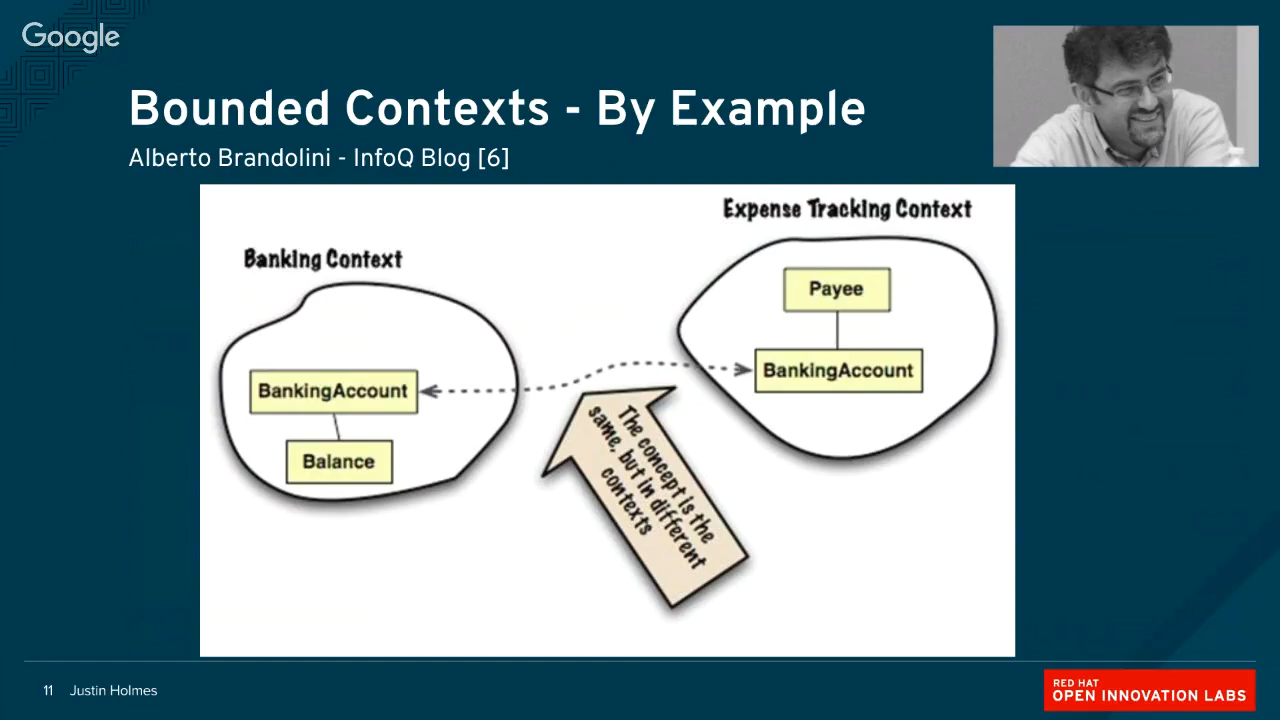 Google
Bounded Contexts - By Example
Alberto Brandolini - InfoQ Blog [6]
Expense Tracking Context
Banking Context
Payee
BankingAccount
BankingAccount
Balance
The concept is the
same, but in different
contexts
11 Justin Holmes
RED HAT
OPEN INNOVATION LABS